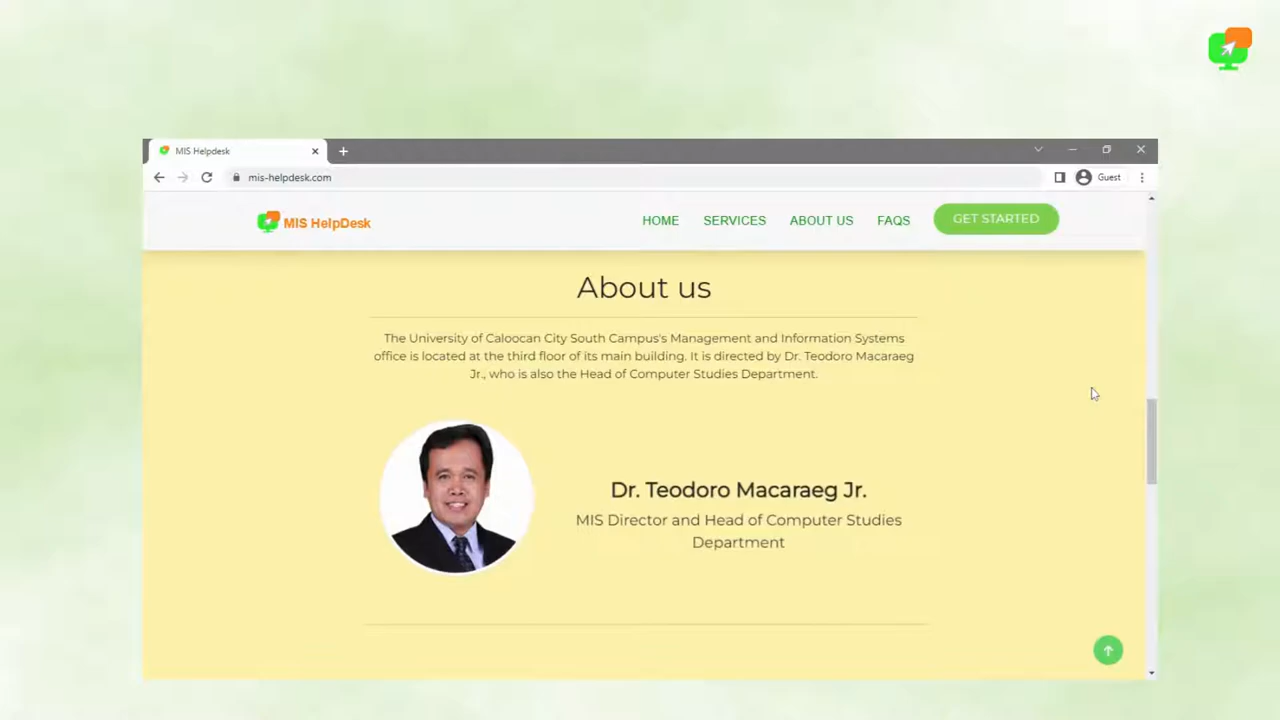 MIS Helpdesk
mis-helpdesk.com
Guest
MIS HelpDesk
HOME SERVICES ABOUT US FAQS GET STARTED
About us
The University of Caloocan City South Campus's Management and Information Systems
office is located at the third floor of its main building. It is directed by Dr. Teodoro Macaraeg
Jr., who is also the Head of Computer Studies Department.
Dr. Teodoro Macaraeg Jr.
MIS Director and Head of Computer Studies
Department